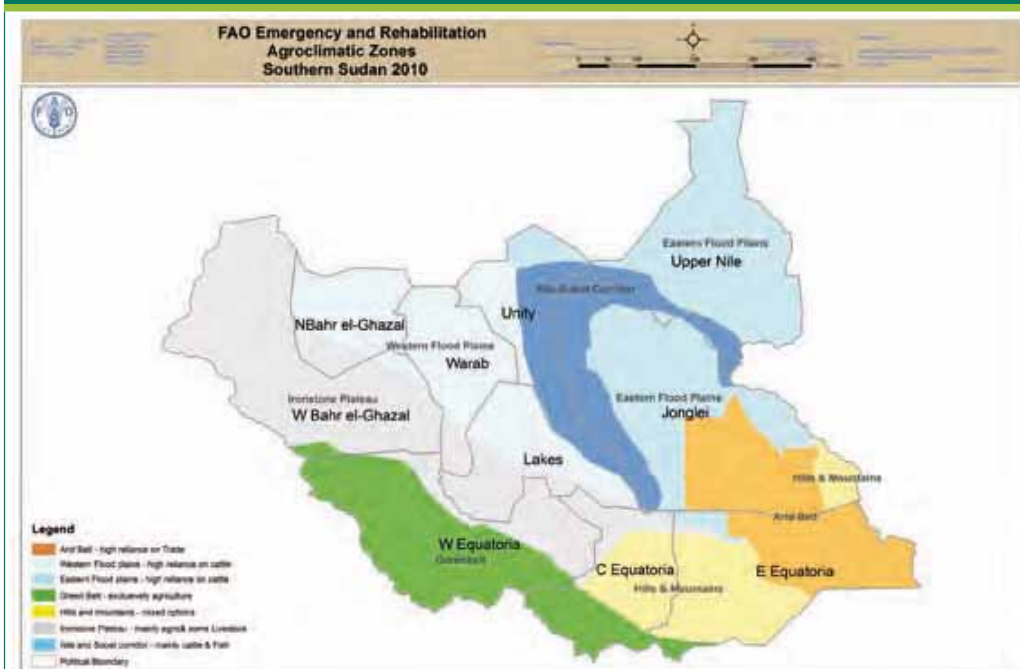 FAO Emergency and Rehabilitation
Agroclimatic Zones
Southern Sudan 2010
F O
Eastern Flood Plains
Upper Nile
Nile-Sobat Corridor
Unity
NBahr el-Ghazal
Western Flood Plains
Warab
Eastern Flood Plains
Jonglei
Ironstone Plateau
W Bahr el-Ghazal
Lakes
Hills & Mountains
Arid Belt
W Equatoria
Greenbelt
C Equatoria
E Equatoria
Hills & Mountains
Legend
Arid Belt - high reliance on Trade
Western Flood plains - high reliance on cattle
Eastern Flood plains - high reliance on cattle
Green Belt - exclusively agriculture
Hills and mountains - mixed options
Ironstone Plateau - mainly agro& some Livestock
Nile and Sobat corridor - mainly cattle & Fish
Political Boundary